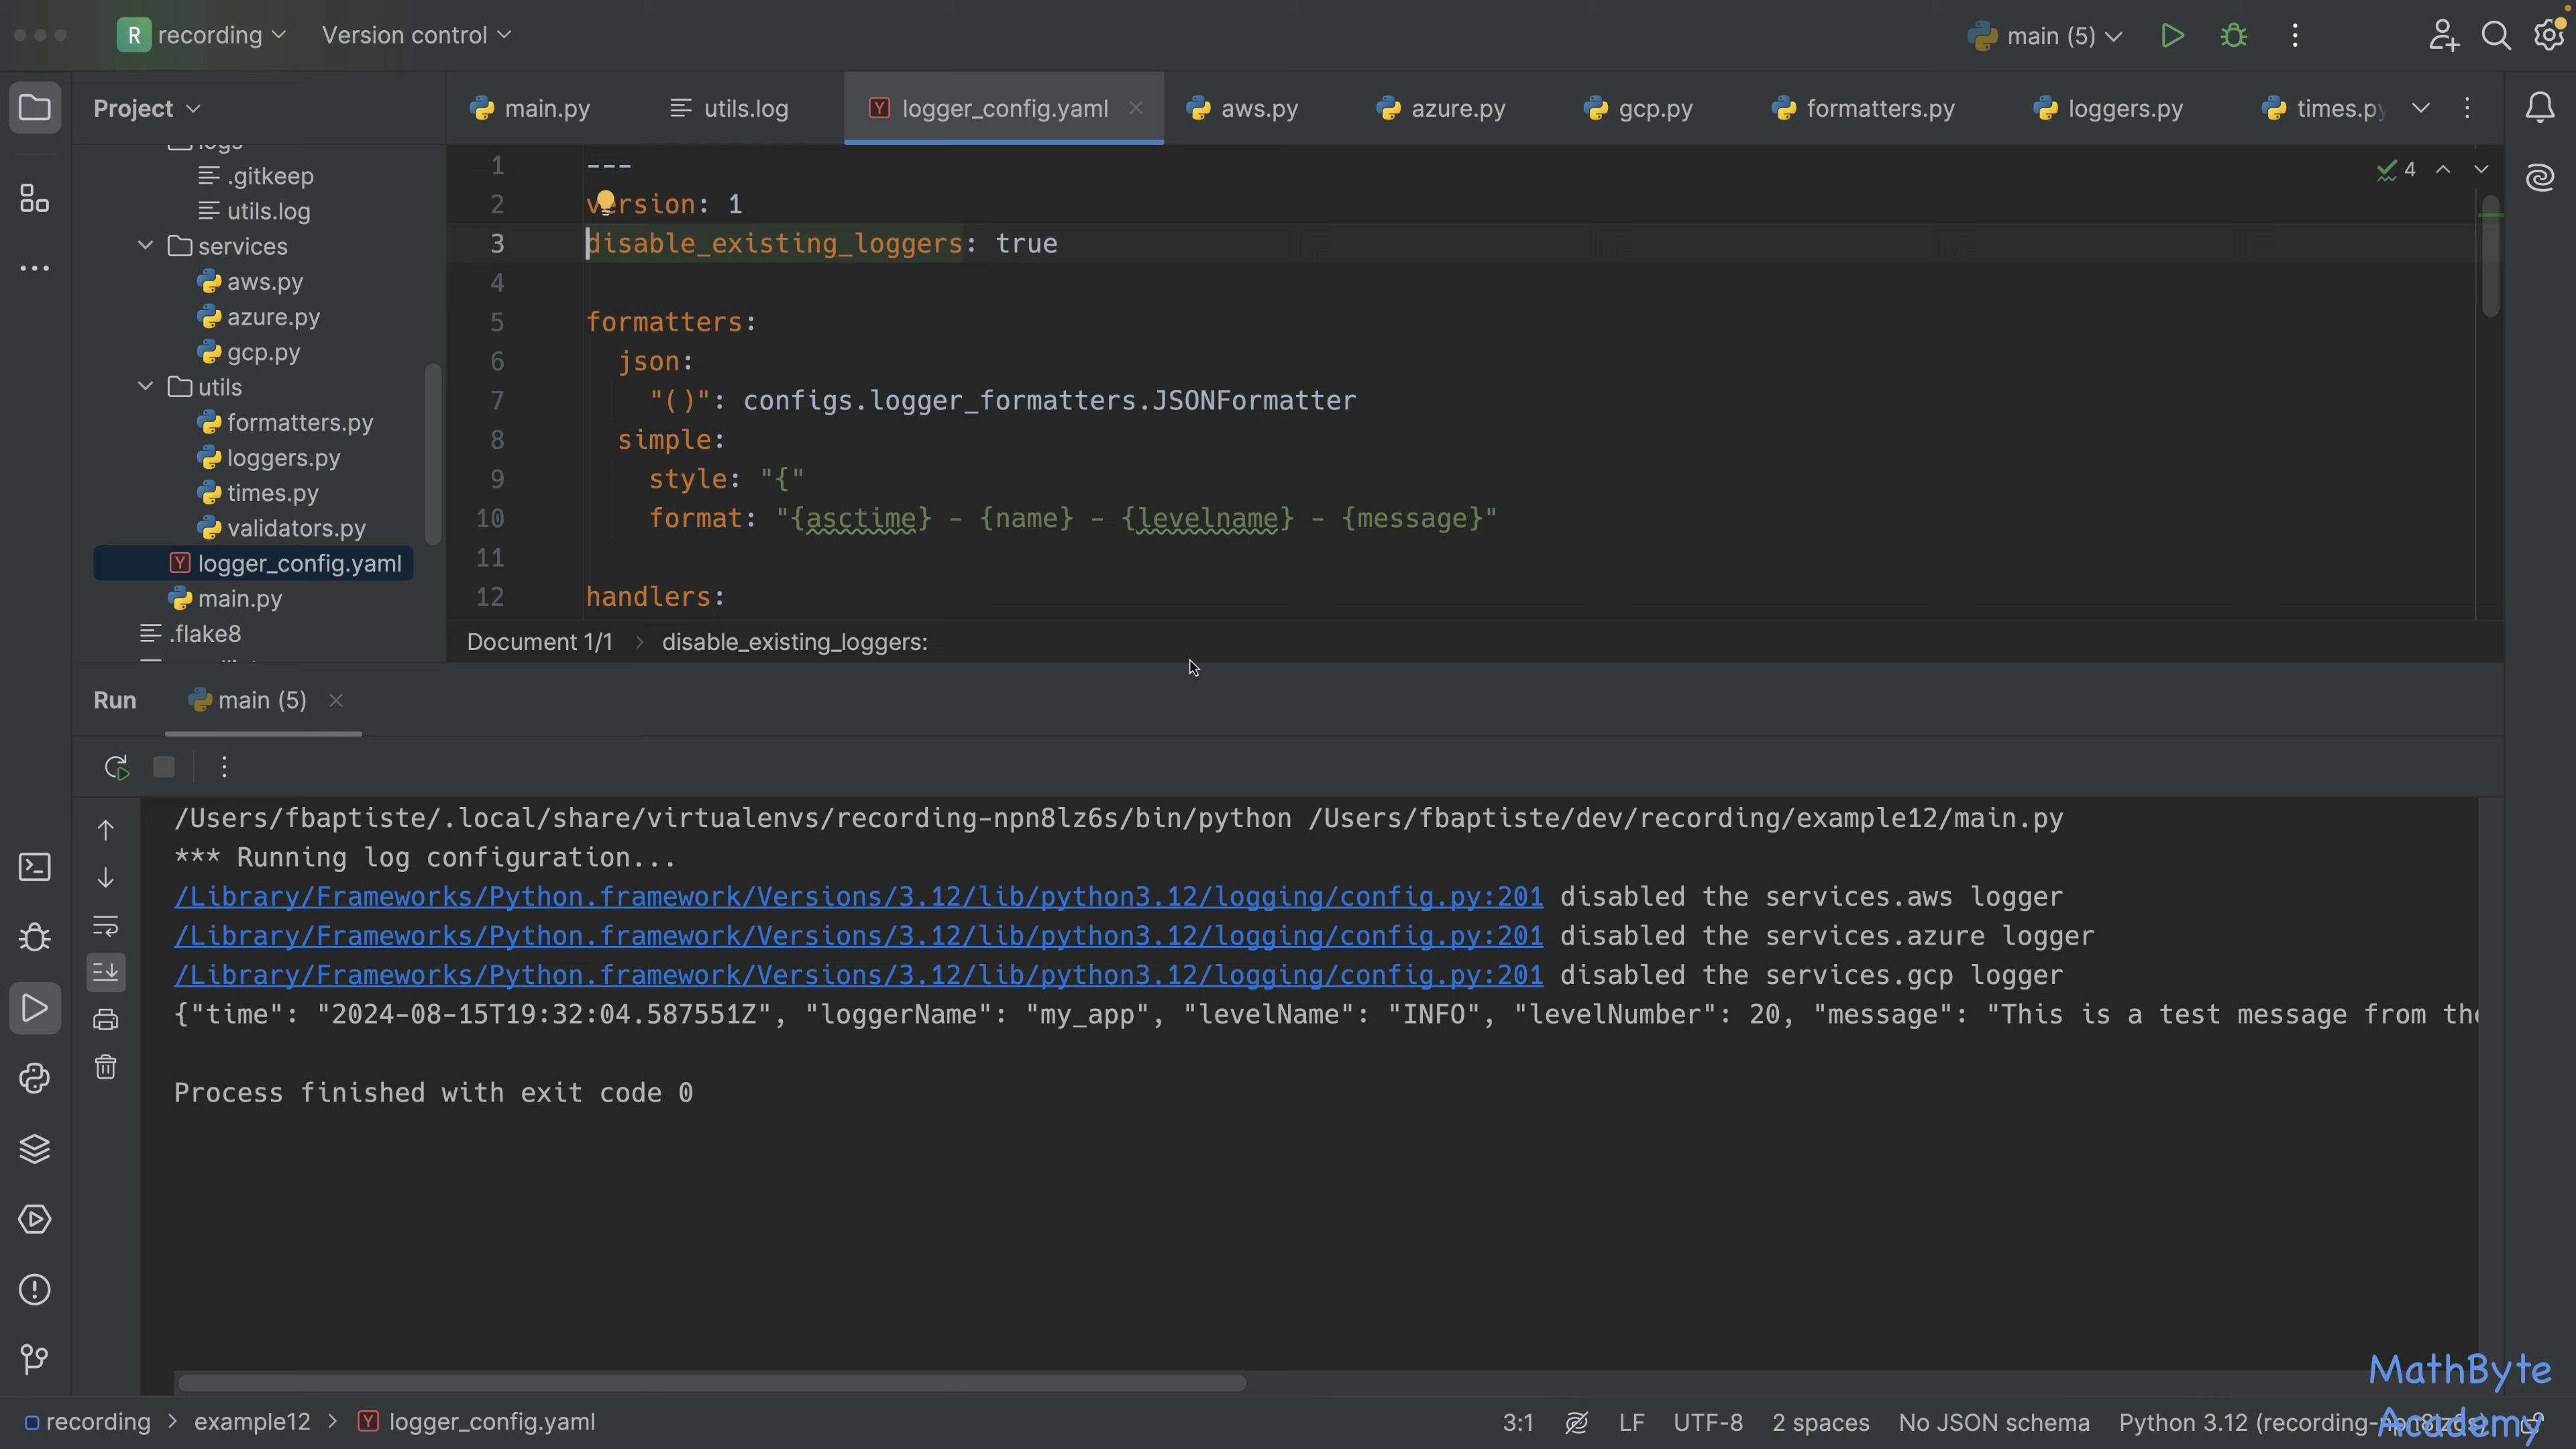 R recording Version control main (5)
Project
main.py utils.log logger_config.yaml aws.py azure.py gcp.py formatters.py loggers.py times.py
logs
.gitkeep
utils.log
services
aws.py
azure.py
gcp.py
utils
formatters.py
loggers.py
times.py
validators.py
logger_config.yaml
main.py
.flake8
4
1 ---
2 version: 1
3 disable_existing_loggers: true
4
5 formatters:
6 json:
7 "()": configs.logger_formatters.JSONFormatter
8 simple:
9 style: "{"
10 format: "{asctime} - {name} - {levelname} - {message}"
11
12 handlers:
Document 1/1 > disable_existing_loggers:
Run main (5)
/Users/fbaptiste/.local/share/virtualenvs/recording-npn8lz6s/bin/python /Users/fbaptiste/dev/recording/example12/main.py
*** Running log configuration...
/Library/Frameworks/Python.framework/Versions/3.12/lib/python3.12/logging/config.py:201 disabled the services.aws logger
/Library/Frameworks/Python.framework/Versions/3.12/lib/python3.12/logging/config.py:201 disabled the services.azure logger
/Library/Frameworks/Python.framework/Versions/3.12/lib/python3.12/logging/config.py:201 disabled the services.gcp logger
{"time": "2024-08-15T19:32:04.587551Z", "loggerName": "my_app", "levelName": "INFO", "levelNumber": 20, "message": "This is a test message from the
Process finished with exit code 0
MathByte
Academy
recording > example12 > logger_config.yaml 3:1 LF UTF-8 2 spaces No JSON schema Python 3.12 (recording-npn8lz6s)